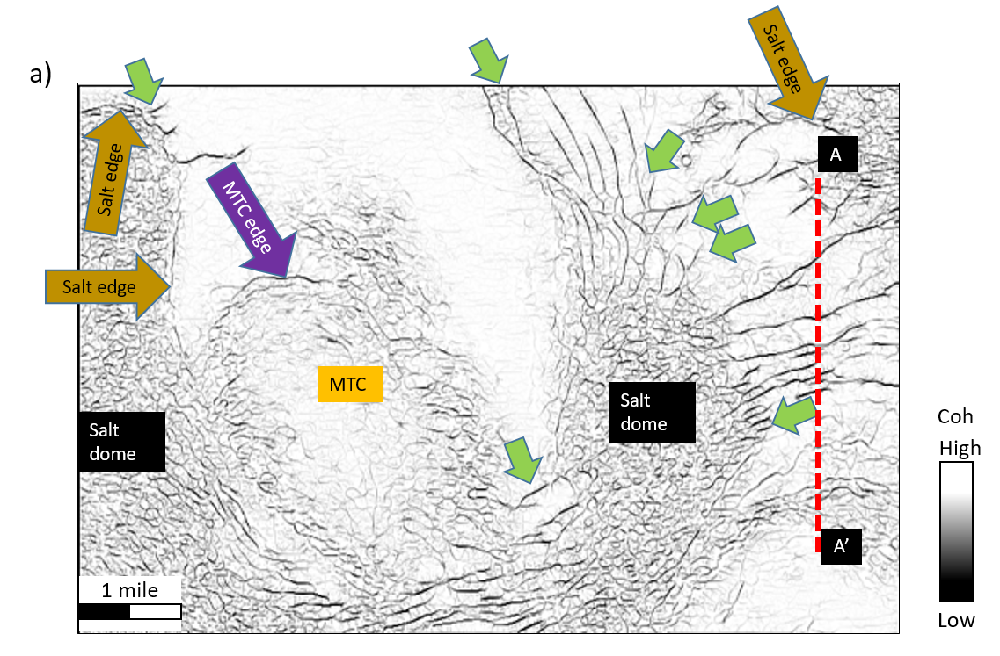 a)
Salt edge
Salt edge
A
MTC edge
Salt edge
MTC
Salt
dome
Salt
dome
Coh
High
A’
1 mile
Low